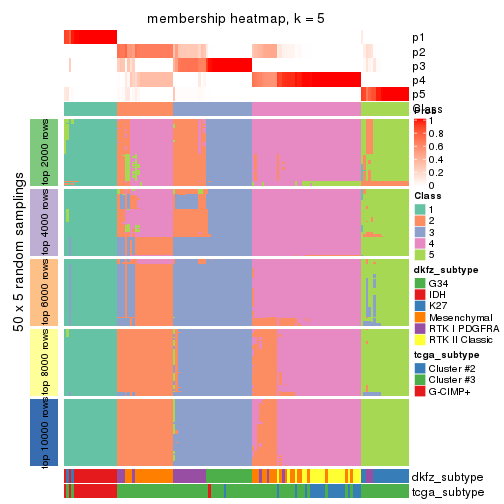 membership heatmap, k = 5
p1
p2
p3
p4
p5
Class
1
0.8
0.6
0.4
0.2
0
Class
1
2
3
4
5
dkfz_subtype
G34
IDH
K27
Mesenchymal
RTK I PDGFRA
RTK II Classic
tcga_subtype
Cluster #2
Cluster #3
G-CIMP+
50 x 5 random samplings
top 2000 rows
top 4000 rows
top 6000 rows
top 8000 rows
top 10000 rows
dkfz_subtype
tcga_subtype